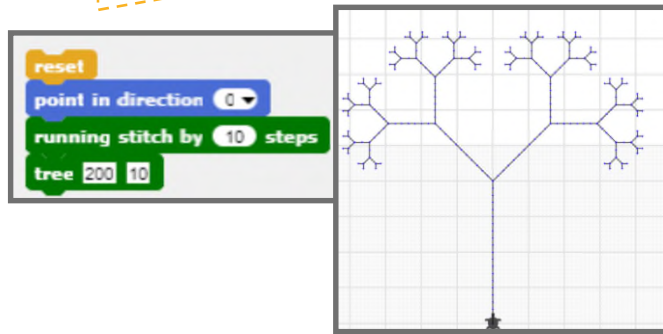 reset
point in direction 0
running stitch by 10 steps
tree 200 10